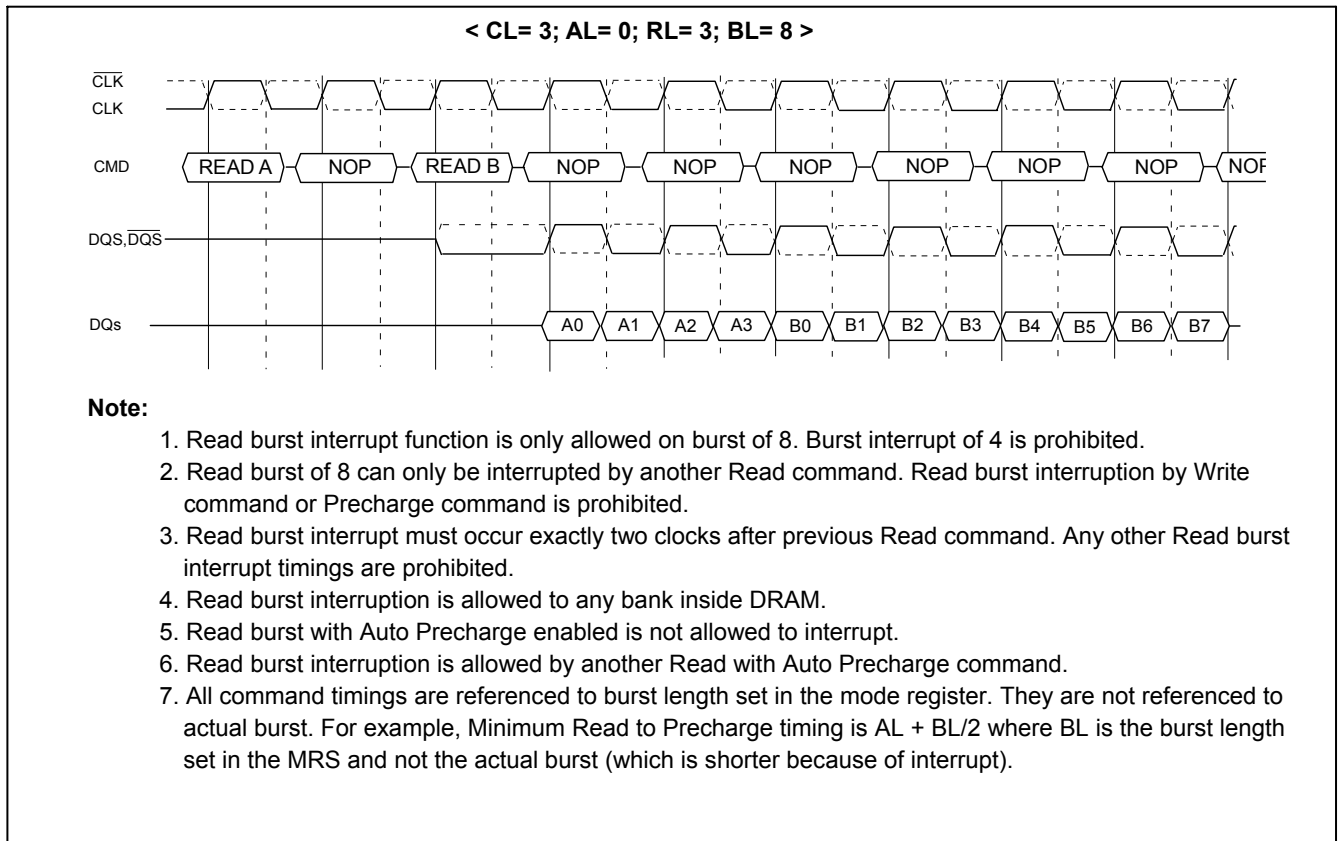 < CL= 3; AL= 0; RL= 3; BL= 8 >
CLK
CLK
CMD READ A NOP READ B NOP NOP NOP NOP NOP NOP NOP
DQS,DQS
DQs A0 A1 A2 A3 B0 B1 B2 B3 B4 B5 B6 B7
Note:
1. Read burst interrupt function is only allowed on burst of 8. Burst interrupt of 4 is prohibited.
2. Read burst of 8 can only be interrupted by another Read command. Read burst interruption by Write
command or Precharge command is prohibited.
3. Read burst interrupt must occur exactly two clocks after previous Read command. Any other Read burst
interrupt timings are prohibited.
4. Read burst interruption is allowed to any bank inside DRAM.
5. Read burst with Auto Precharge enabled is not allowed to interrupt.
6. Read burst interruption is allowed by another Read with Auto Precharge command.
7. All command timings are referenced to burst length set in the mode register. They are not referenced to
actual burst. For example, Minimum Read to Precharge timing is AL + BL/2 where BL is the burst length
set in the MRS and not the actual burst (which is shorter because of interrupt).